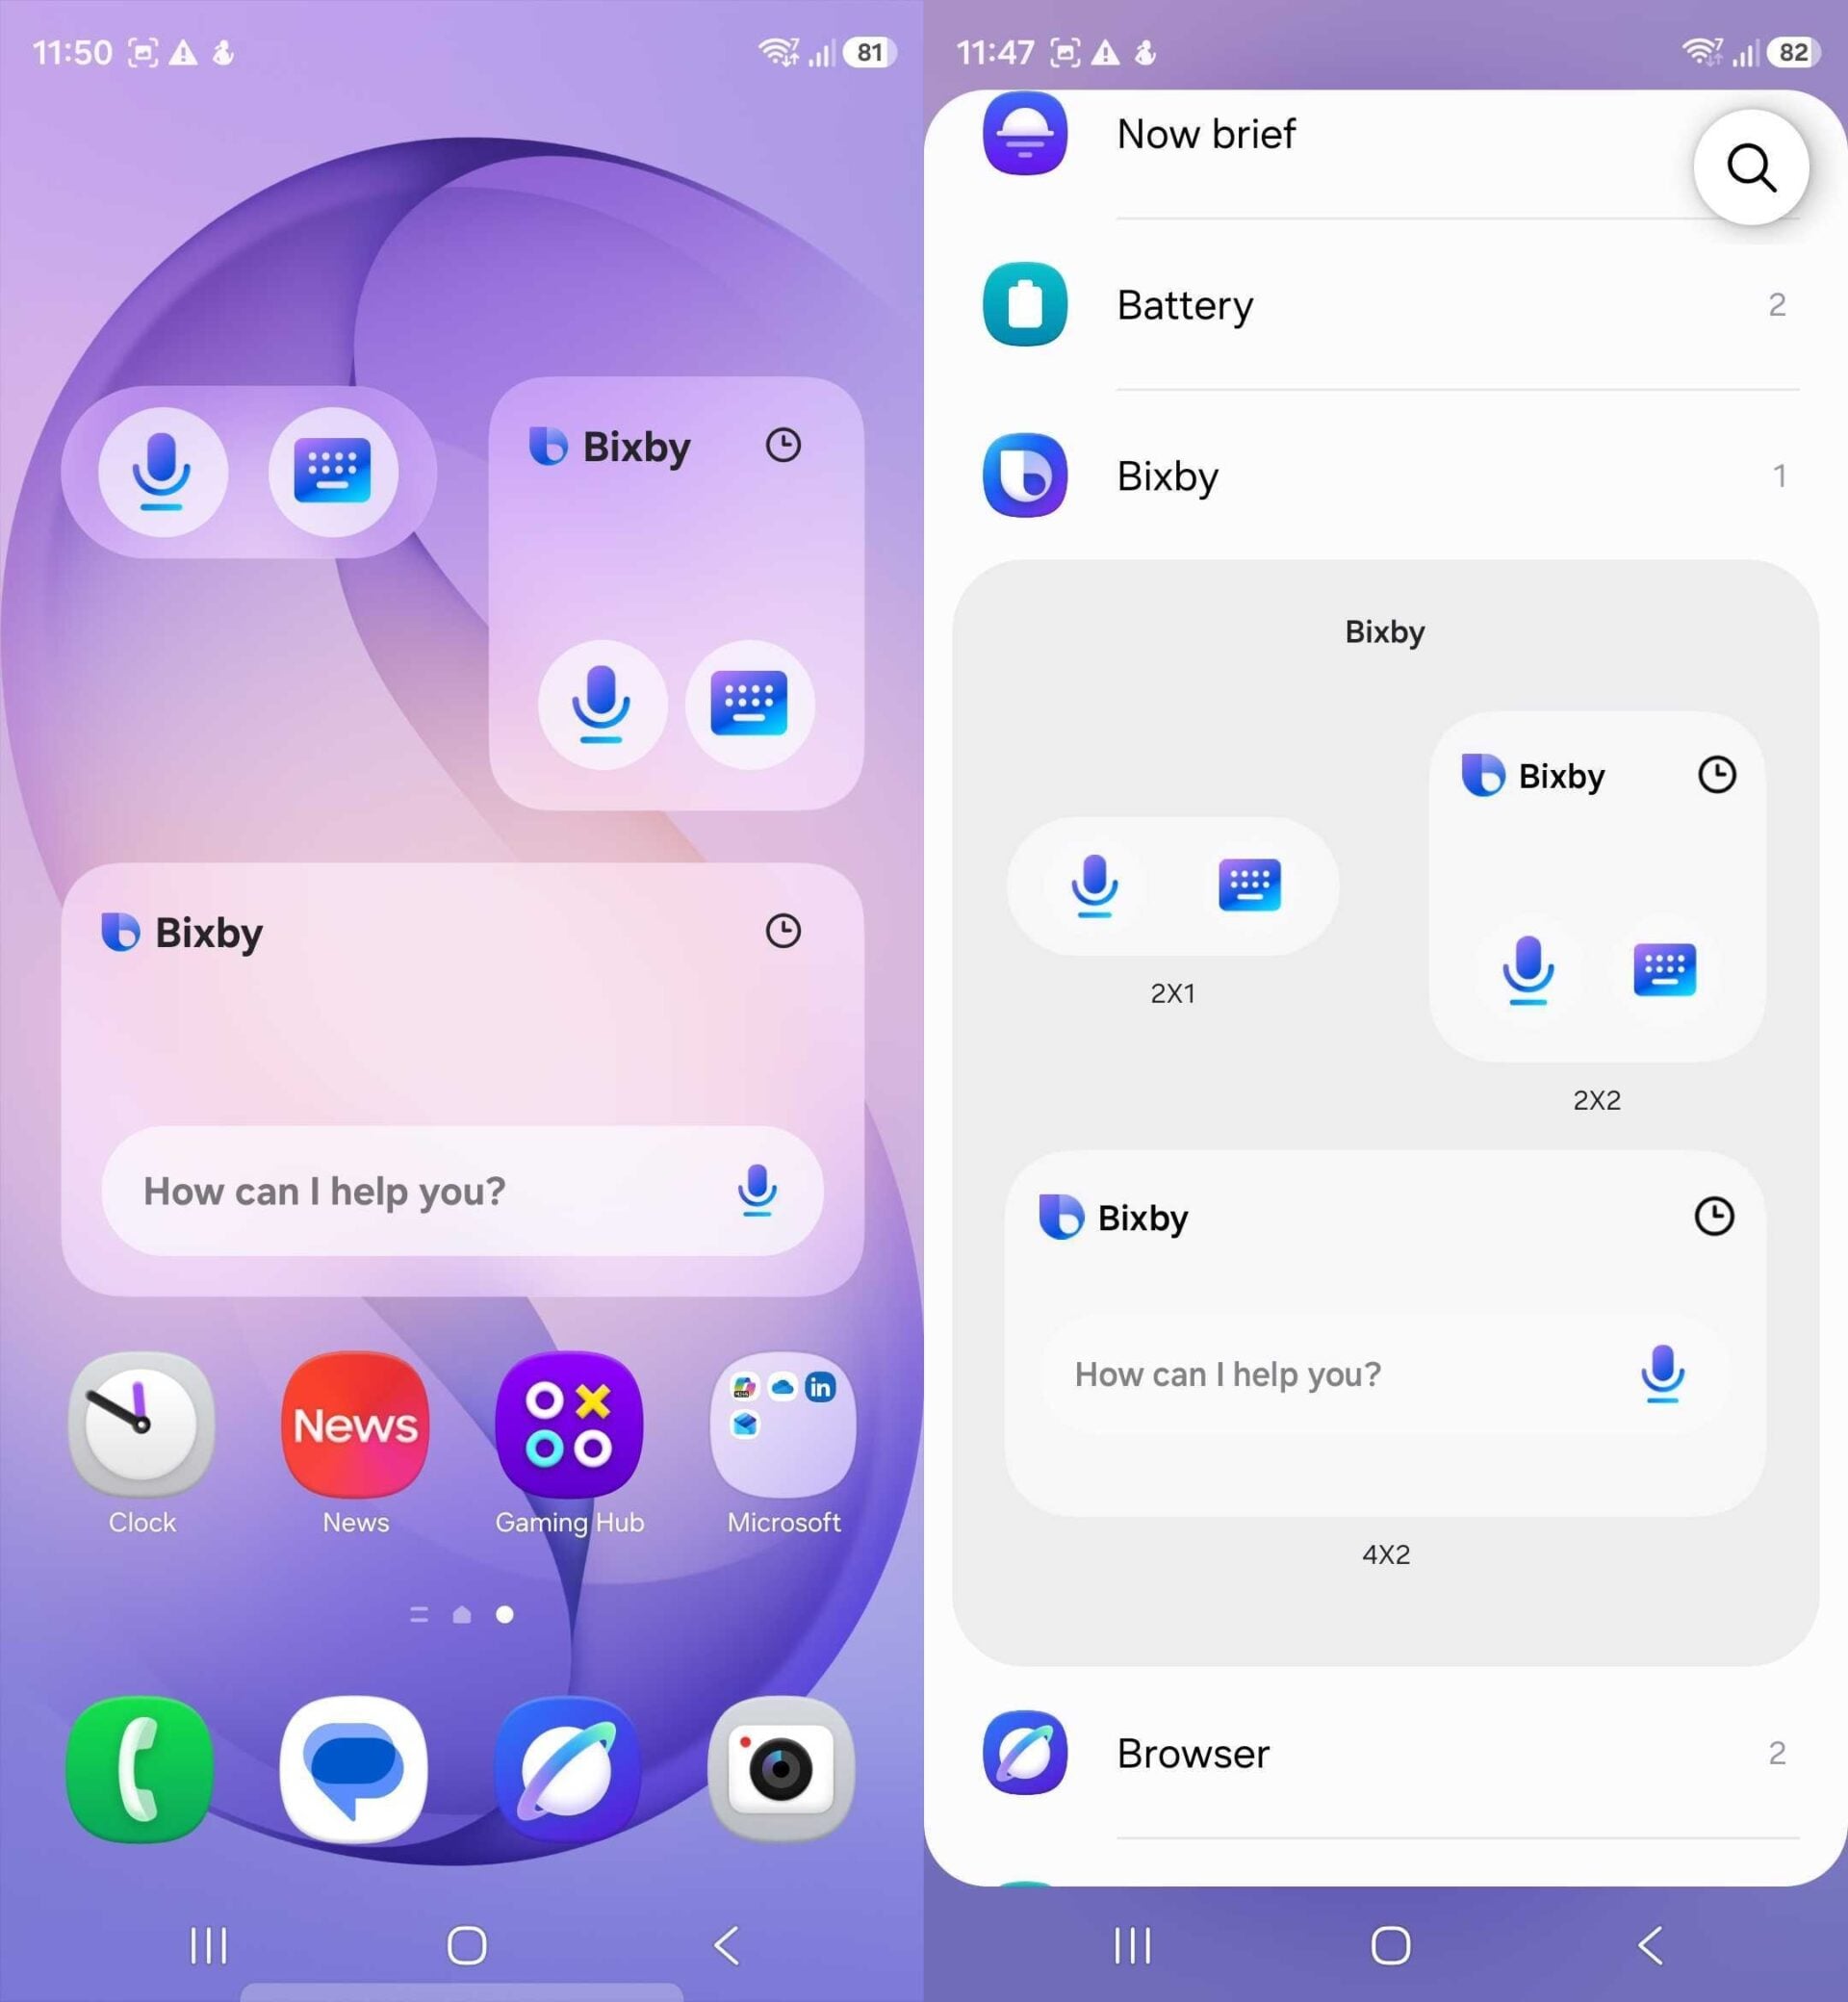 11:50
81
Bixby
Bixby
How can I help you?
News
Clock
News
Gaming Hub
Microsoft
11:47
82
Now brief
Battery
2
Bixby
1
Bixby
Bixby
2X1
2X2
Bixby
How can I help you?
4X2
Browser
2